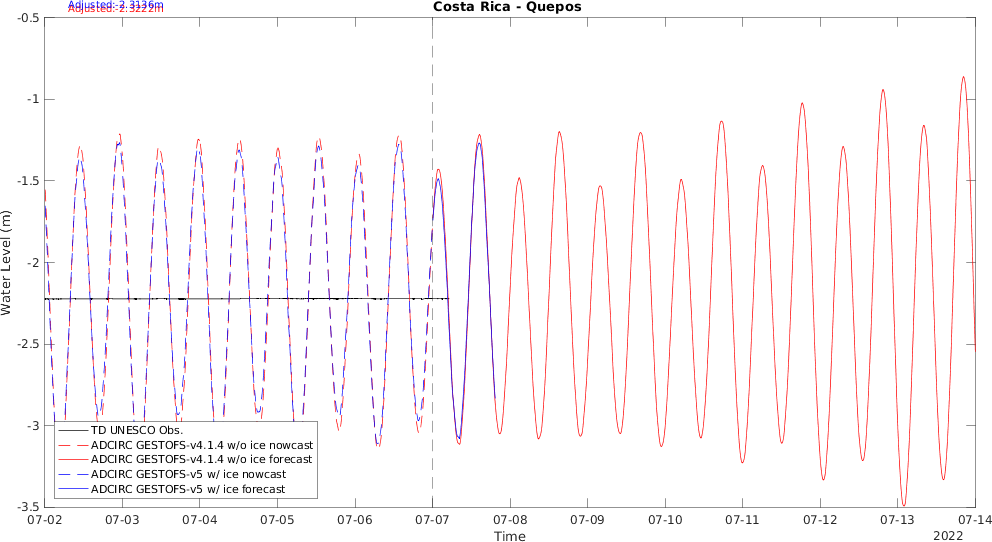 Adjusted:-2.3136m
Adjusted:-2.3222m
Costa Rica - Quepos
-0.5
-1
-1.5
-2
-2.5
-3
-3.5
Water Level (m)
TD UNESCO Obs.
ADCIRC GESTOFS-v4.1.4 w/o ice nowcast
ADCIRC GESTOFS-v4.1.4 w/o ice forecast
ADCIRC GESTOFS-v5 w/ ice nowcast
ADCIRC GESTOFS-v5 w/ ice forecast
07-02 07-03 07-04 07-05 07-06 07-07 07-08 07-09 07-10 07-11 07-12 07-13 07-14
Time
2022